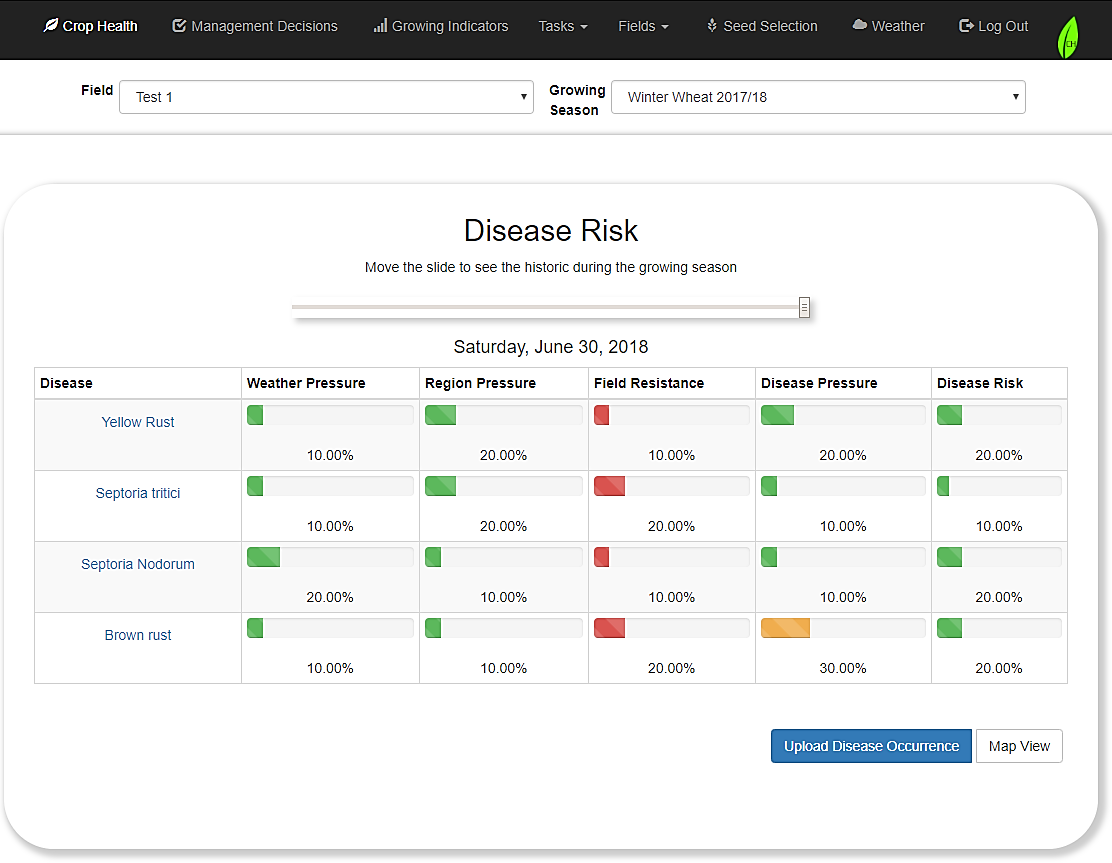 Crop Health Management Decisions Growing Indicators Tasks Fields Seed Selection Weather Log Out
CH
Field Test 1 Growing Season Winter Wheat 2017/18
Disease Risk
Move the slide to see the historic during the growing season
Saturday, June 30, 2018
Disease Weather Pressure Region Pressure Field Resistance Disease Pressure Disease Risk
Yellow Rust
10.00% 20.00% 10.00% 20.00% 20.00%
Septoria tritici
10.00% 20.00% 20.00% 10.00% 10.00%
Septoria Nodorum
20.00% 10.00% 10.00% 10.00% 20.00%
Brown rust
10.00% 10.00% 20.00% 30.00% 20.00%
Upload Disease Occurrence Map View